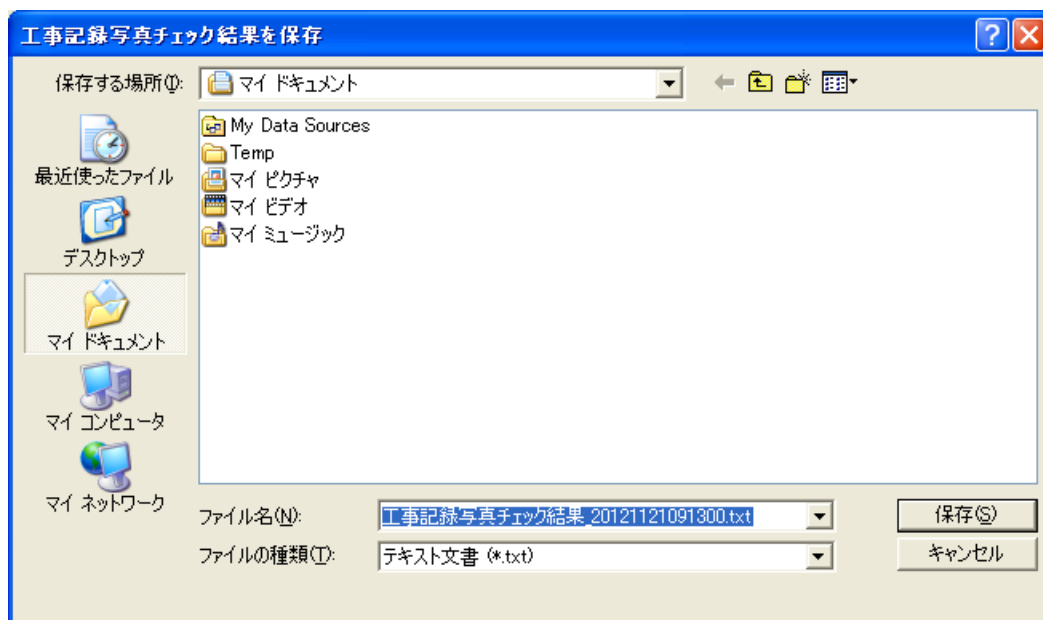 工事記録写真チェック結果を保存
保存する場所(I):
マイ ドキュメント
My Data Sources
Temp
マイ ピクチャ
マイ ビデオ
マイ ミュージック
最近使ったファイル
デスクトップ
マイ ドキュメント
マイ コンピュータ
マイ ネットワーク
ファイル名(N):
工事記録写真チェック結果_20121121091300.txt
保存(S)
ファイルの種類(T):
テキスト文書 (*.txt)
キャンセル